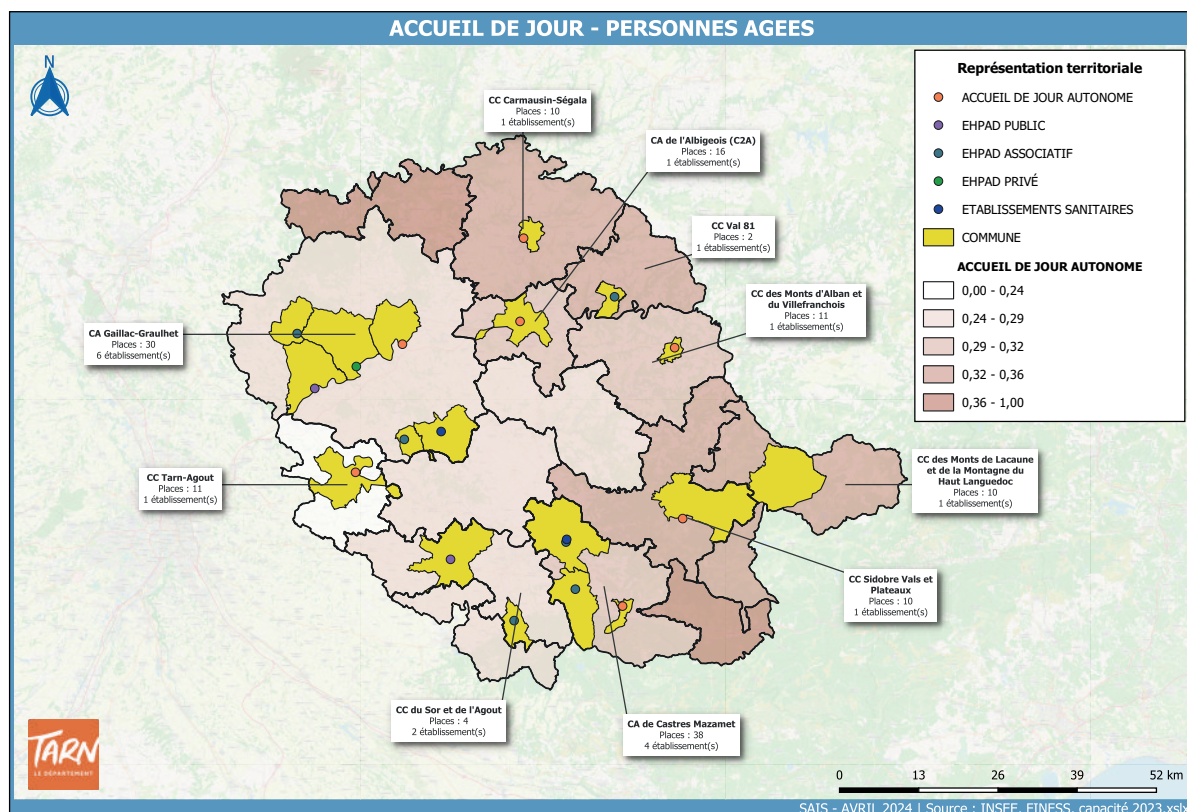 ACCUEIL DE JOUR - PERSONNES AGEES
N
Représentation territoriale
ACCUEIL DE JOUR AUTONOME
EHPAD PUBLIC
EHPAD ASSOCIATIF
EHPAD PRIVÉ
ETABLISSEMENTS SANITAIRES
COMMUNE
ACCUEIL DE JOUR AUTONOME
0,00 - 0,24
0,24 - 0,29
0,29 - 0,32
0,32 - 0,36
0,36 - 1,00
CC Carmausin-Ségala
Places : 10
1 établissement(s)
CA de l'Albigeois (C2A)
Places : 16
1 établissement(s)
CC Val 81
Places : 2
1 établissement(s)
CC des Monts d'Alban et
du Villefranchois
Places : 11
1 établissement(s)
CA Gaillac-Graulhet
Places : 30
6 établissement(s)
CC Tarn-Agout
Places : 11
1 établissement(s)
CC des Monts de Lacaune
et de la Montagne du
Haut Languedoc
Places : 10
1 établissement(s)
CC Sidobre Vals et
Plateaux
Places : 10
1 établissement(s)
CC du Sor et de l'Agout
Places : 4
2 établissement(s)
CA de Castres Mazamet
Places : 38
4 établissement(s)
TARN
LE DÉPARTEMENT
0 13 26 39 52 km
SAIS - AVRIL 2024 | Source : INSEE, FINESS, capacité 2023.xslx